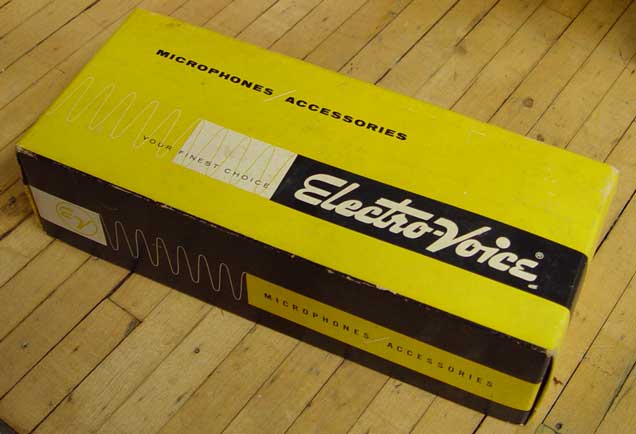 MICROPHONES / ACCESSORIES
YOUR FINEST CHOICE
Electro-Voice®
EV
MICROPHONES / ACCESSORIES